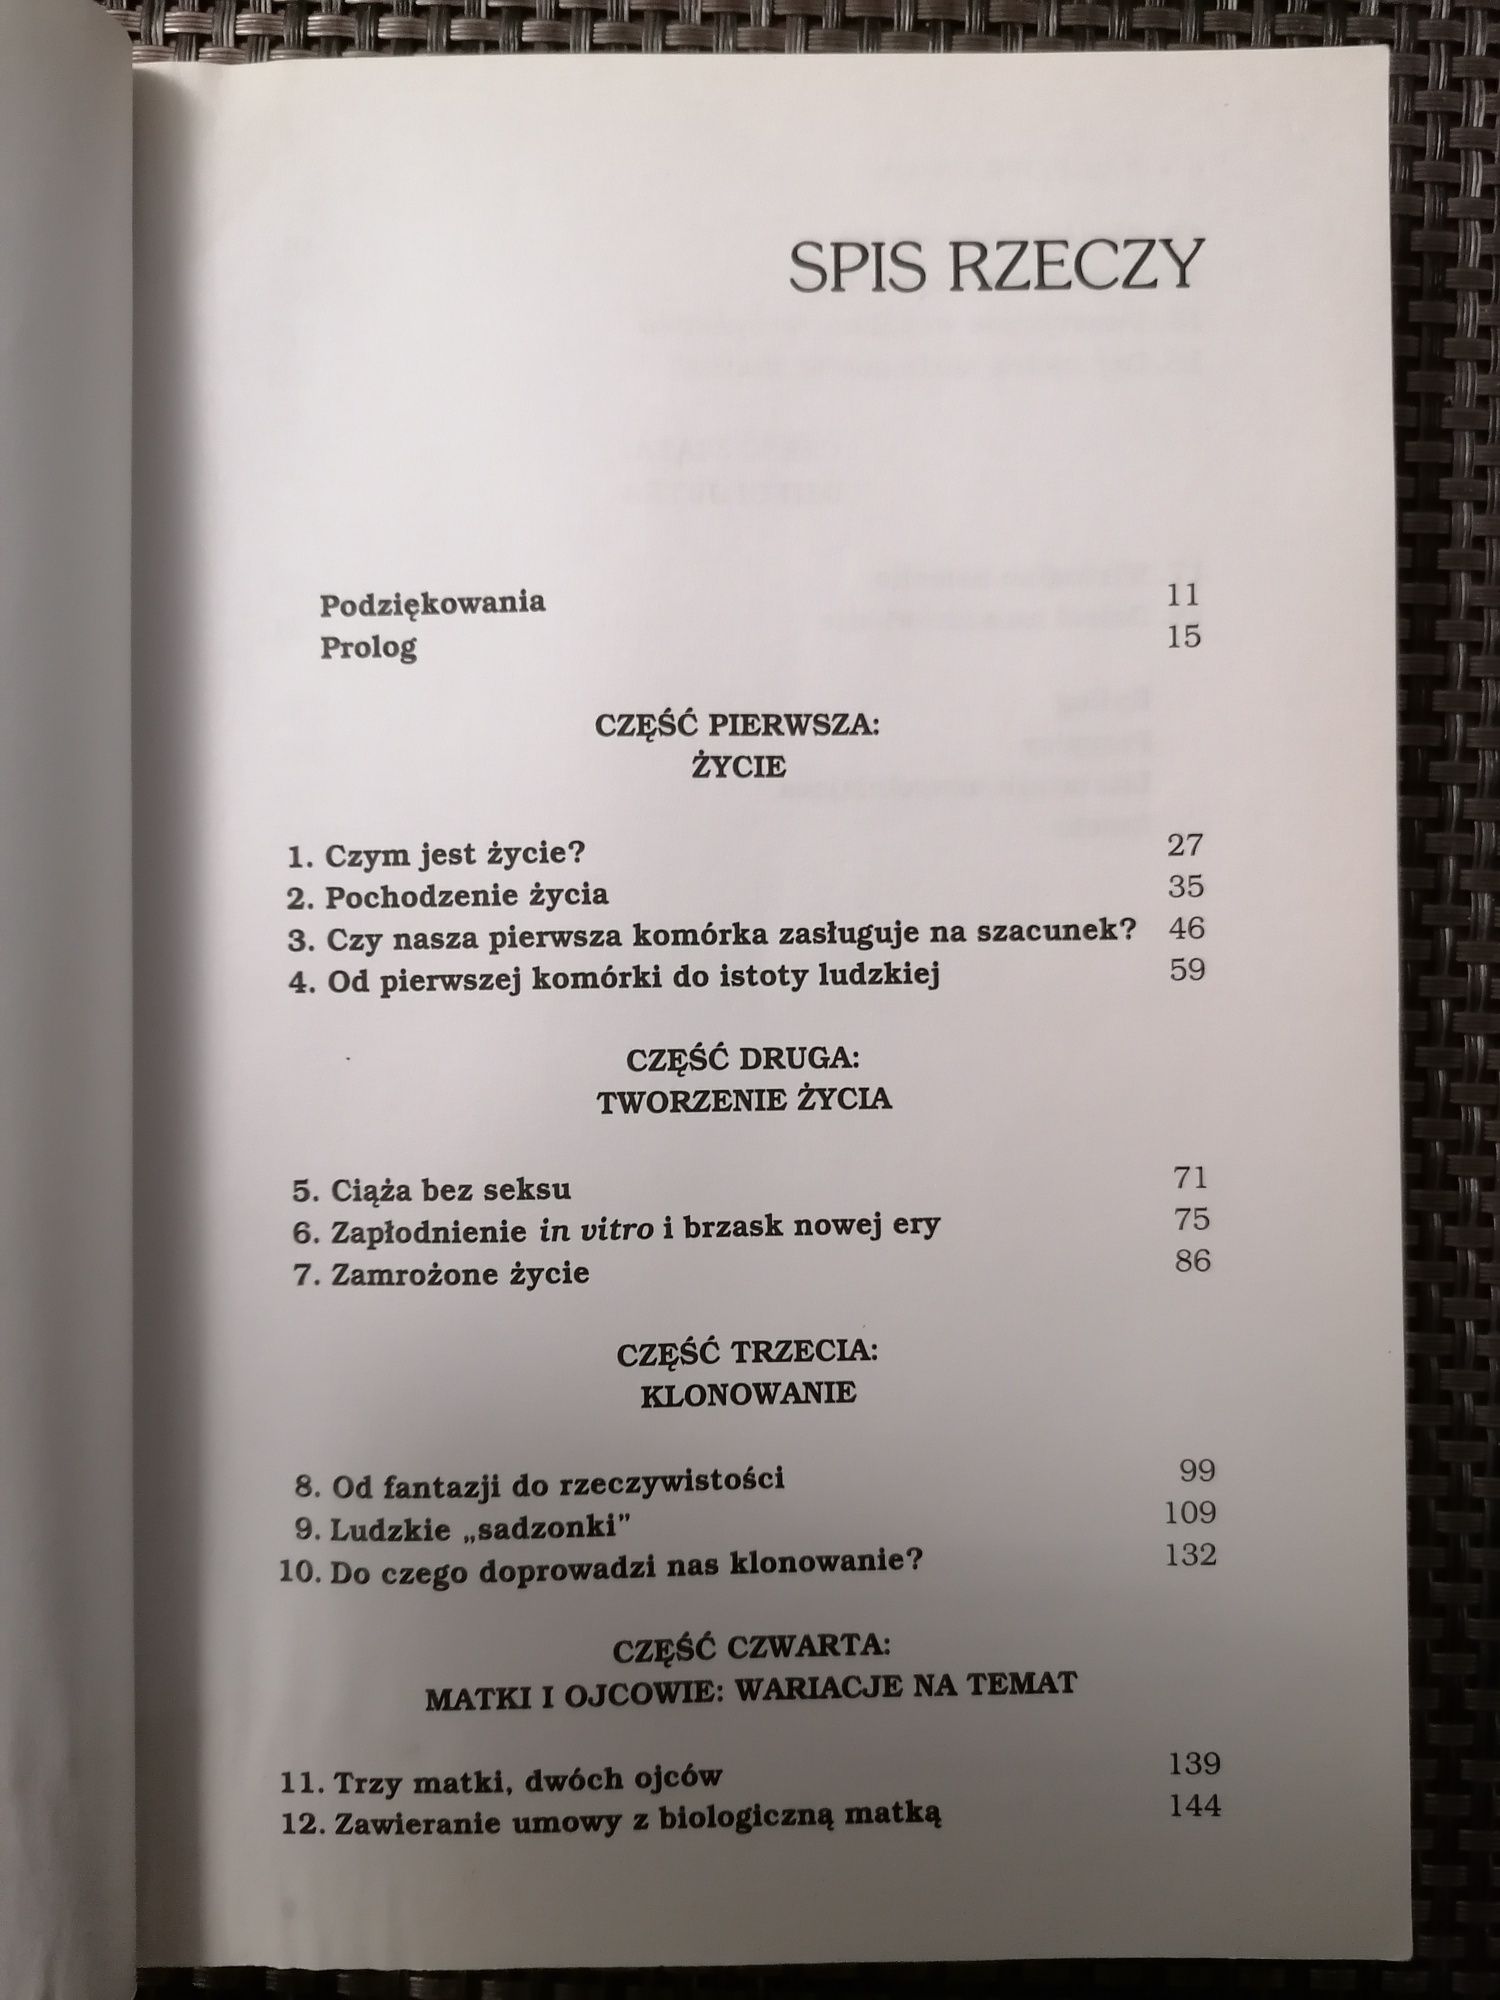 SPIS RZECZY
Podziękowania 11
Prolog 15
CZĘŚĆ PIERWSZA:
ŻYCIE
1. Czym jest życie? 27
2. Pochodzenie życia 35
3. Czy nasza pierwsza komórka zasługuje na szacunek? 46
4. Od pierwszej komórki do istoty ludzkiej 59
CZĘŚĆ DRUGA:
TWORZENIE ŻYCIA
5. Ciąża bez seksu 71
6. Zapłodnienie in vitro i brzask nowej ery 75
7. Zamrożone życie 86
CZĘŚĆ TRZECIA:
KLONOWANIE
8. Od fantazji do rzeczywistości 99
9. Ludzkie „sadzonki” 109
10. Do czego doprowadzi nas klonowanie? 132
CZĘŚĆ CZWARTA:
MATKI I OJCOWIE: WARIACJE NA TEMAT
11. Trzy matki, dwóch ojców 139
12. Zawieranie umowy z biologiczną matką 144